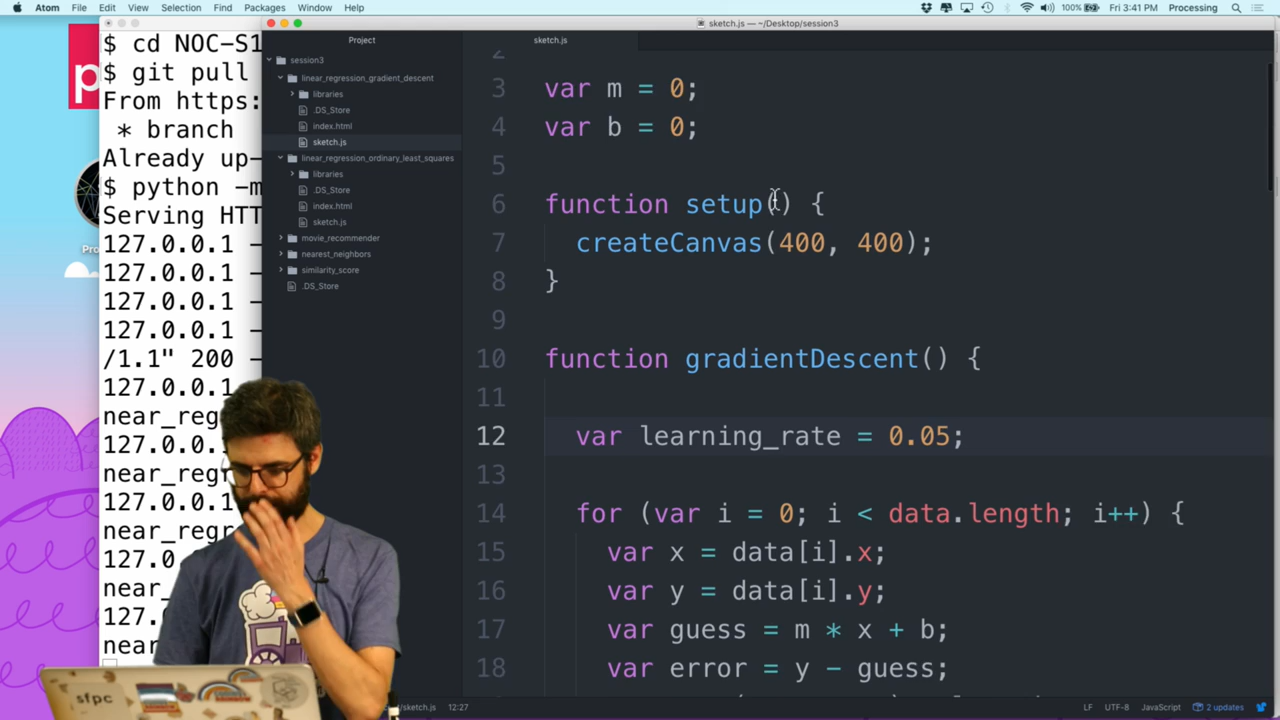 Atom File Edit View Selection Find Packages Window Help
100% Fri 3:41 PM Processing
sketch.js — ~/Desktop/session3
$ cd NOC-S1
$ git pull
From https:
* branch
Already up-
$ python -m
Serving HTT
127.0.0.1 -
127.0.0.1 -
127.0.0.1 -
127.0.0.1 -
/1.1" 200 -
127.0.0.1
near_regr
127.0.0.1
near_regr
127.0.0.1
near_regr
127.0
near_
127.
near
Pro
Project
session3
linear_regression_gradient_descent
libraries
.DS_Store
index.html
sketch.js
linear_regression_ordinary_least_squares
libraries
.DS_Store
index.html
sketch.js
movie_recommender
nearest_neighbors
similarity_score
.DS_Store
sketch.js
2
3 var m = 0;
4 var b = 0;
5
6 function setup() {
7 createCanvas(400, 400);
8 }
9
10 function gradientDescent() {
11
12 var learning_rate = 0.05;
13
14 for (var i = 0; i < data.length; i++) {
15 var x = data[i].x;
16 var y = data[i].y;
17 var guess = m * x + b;
18 var error = y - guess;
/sketch.js 12:27
LF UTF-8 JavaScript 2 updates
sfpc